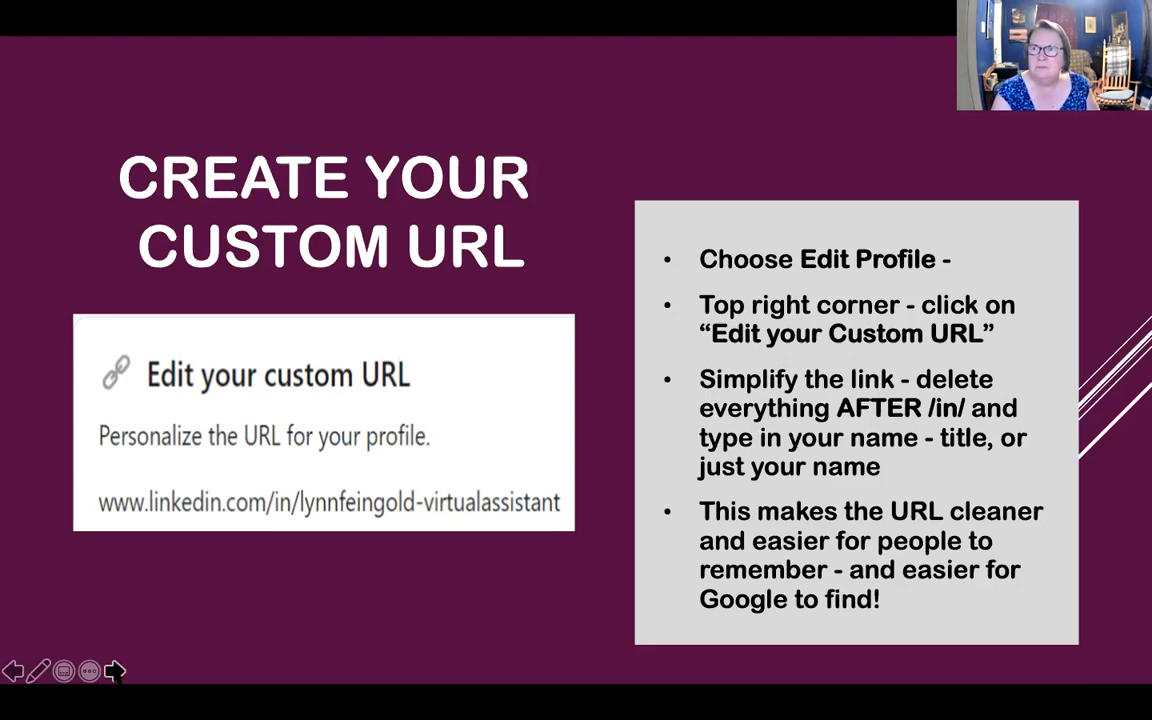 CREATE YOUR
CUSTOM URL
Edit your custom URL
Personalize the URL for your profile.
www.linkedin.com/in/lynnfeingold-virtualassistant
• Choose Edit Profile -
• Top right corner - click on
“Edit your Custom URL”
• Simplify the link - delete
everything AFTER /in/ and
type in your name - title, or
just your name
• This makes the URL cleaner
and easier for people to
remember - and easier for
Google to find!